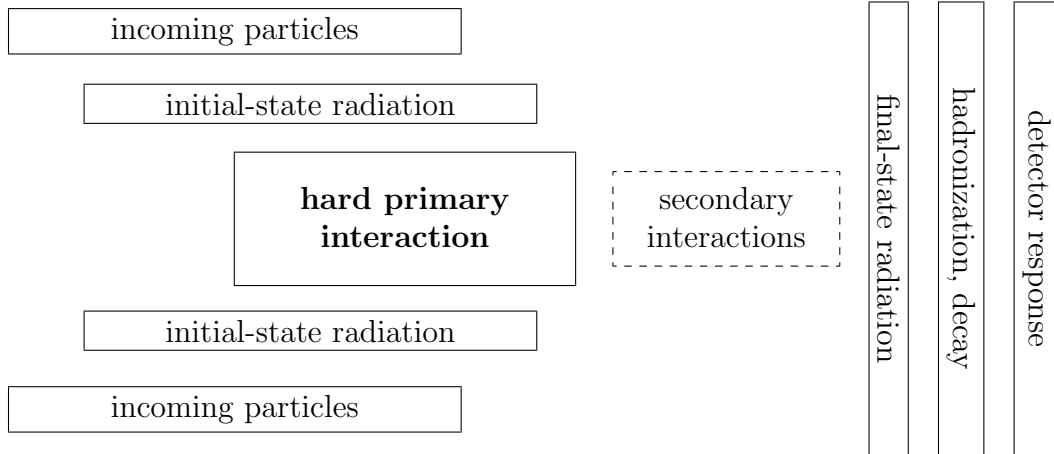 incoming particles
initial-state radiation
hard primary
interaction
secondary
interactions
initial-state radiation
incoming particles
final-state radiation
hadronization, decay
detector response